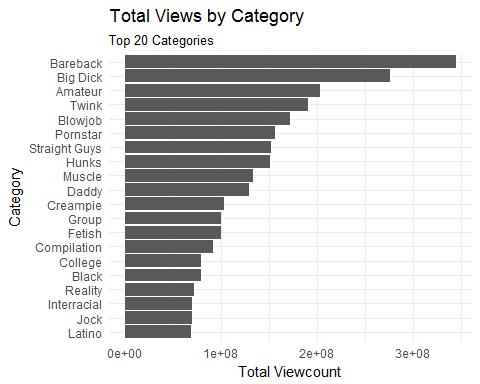 Total Views by Category
Top 20 Categories
Bareback
Big Dick
Amateur
Twink
Blowjob
Pornstar
Straight Guys
Hunks
Muscle
Daddy
Creampie
Group
Fetish
Compilation
College
Black
Reality
Interracial
Jock
Latino
Category
0e+00 1e+08 2e+08 3e+08
Total Viewcount